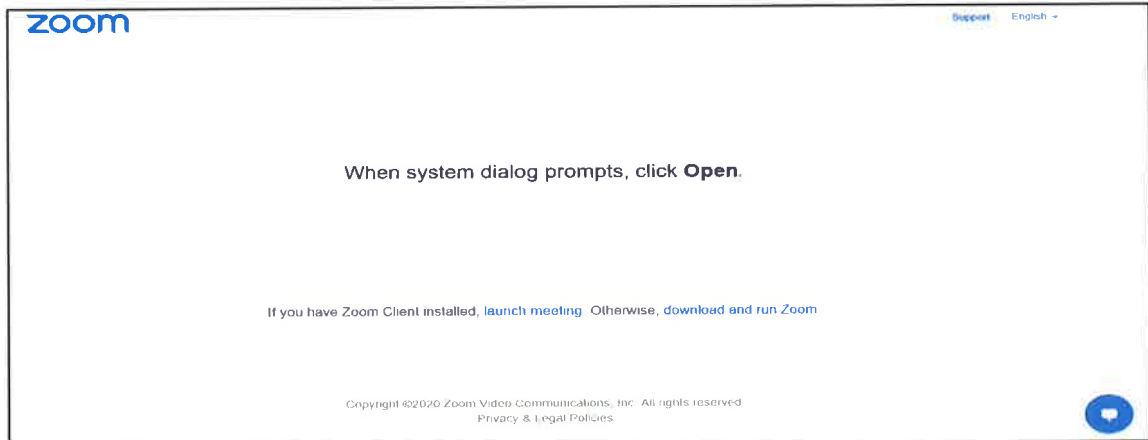 zoom
Support English
When system dialog prompts, click Open.
If you have Zoom Client installed, launch meeting. Otherwise, download and run Zoom
Copyright ©2020 Zoom Video Communications, Inc. All rights reserved
Privacy & Legal Policies